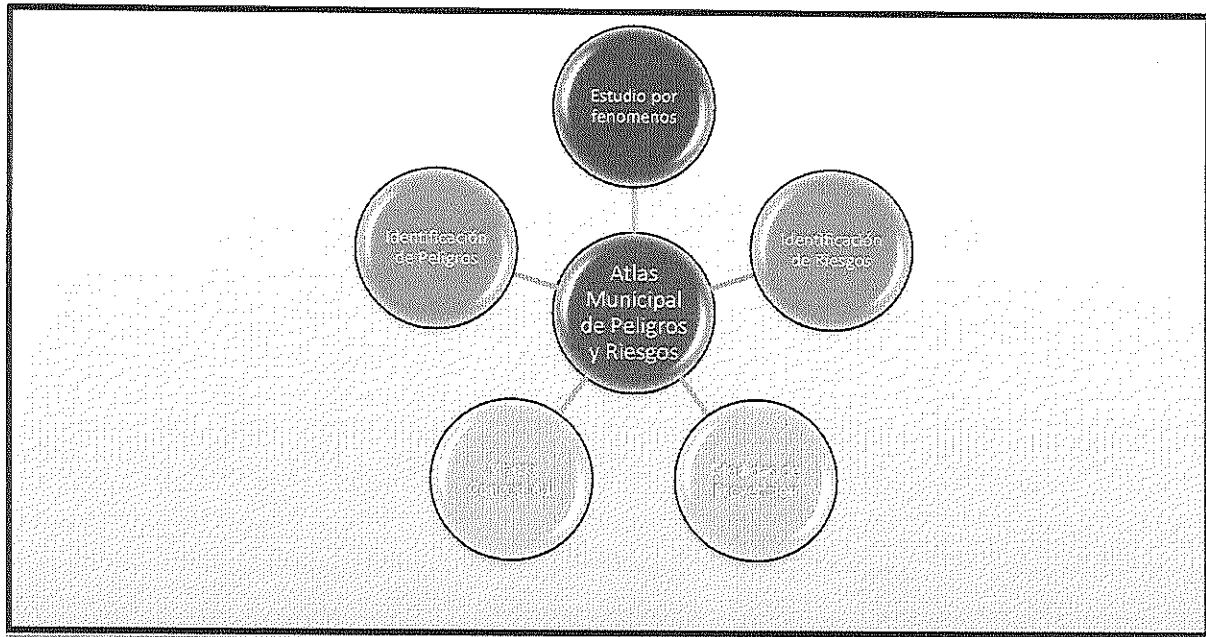 Estudio por
fenomenos
Identificación
de Peligros
Identificación
de Riesgos
Atlas
Municipal
de Peligros
y Riesgos